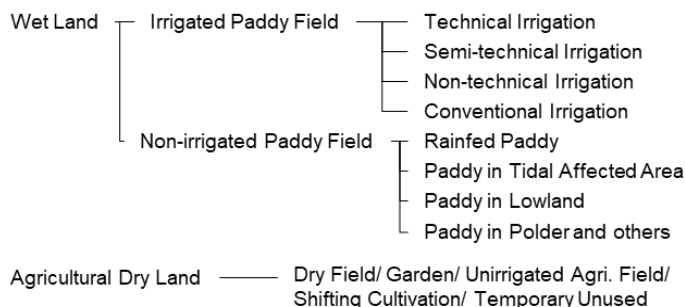 Wet Land Irrigated Paddy Field Technical Irrigation
Semi-technical Irrigation
Non-technical Irrigation
Conventional Irrigation
Non-irrigated Paddy Field Rainfed Paddy
Paddy in Tidal Affected Area
Paddy in Lowland
Paddy in Polder and others
Agricultural Dry Land Dry Field/ Garden/ Unirrigated Agri. Field/
Shifting Cultivation/ Temporary Unused